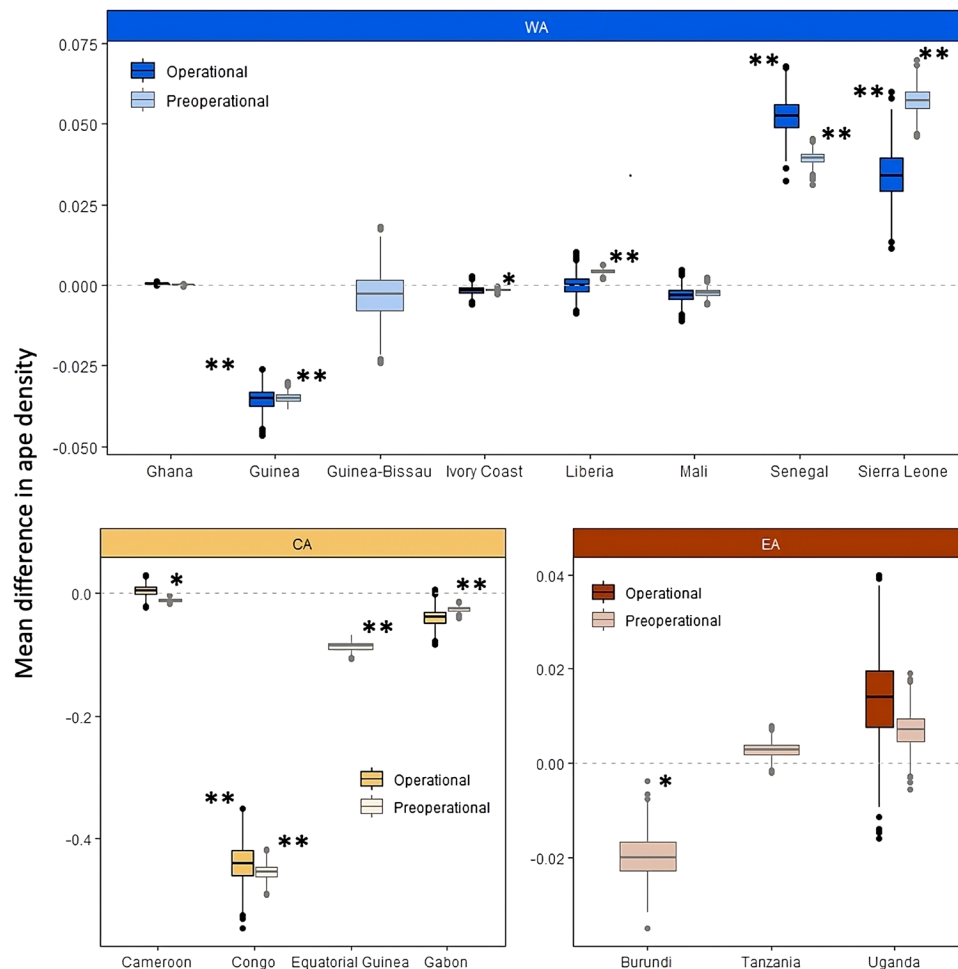 WA
Operational
Preoperational
0.075
0.050
0.025
0.000
-0.025
-0.050
** ** ** **
** **
*
**
** **
Ghana Guinea Guinea-Bissau Ivory Coast Liberia Mali Senegal Sierra Leone
Mean difference in ape density
CA
0.0
-0.2
-0.4
* **
**
** **
Operational
Preoperational
Cameroon Congo Equatorial Guinea Gabon
EA
Operational
Preoperational
0.04
0.02
0.00
-0.02
*
Burundi Tanzania Uganda